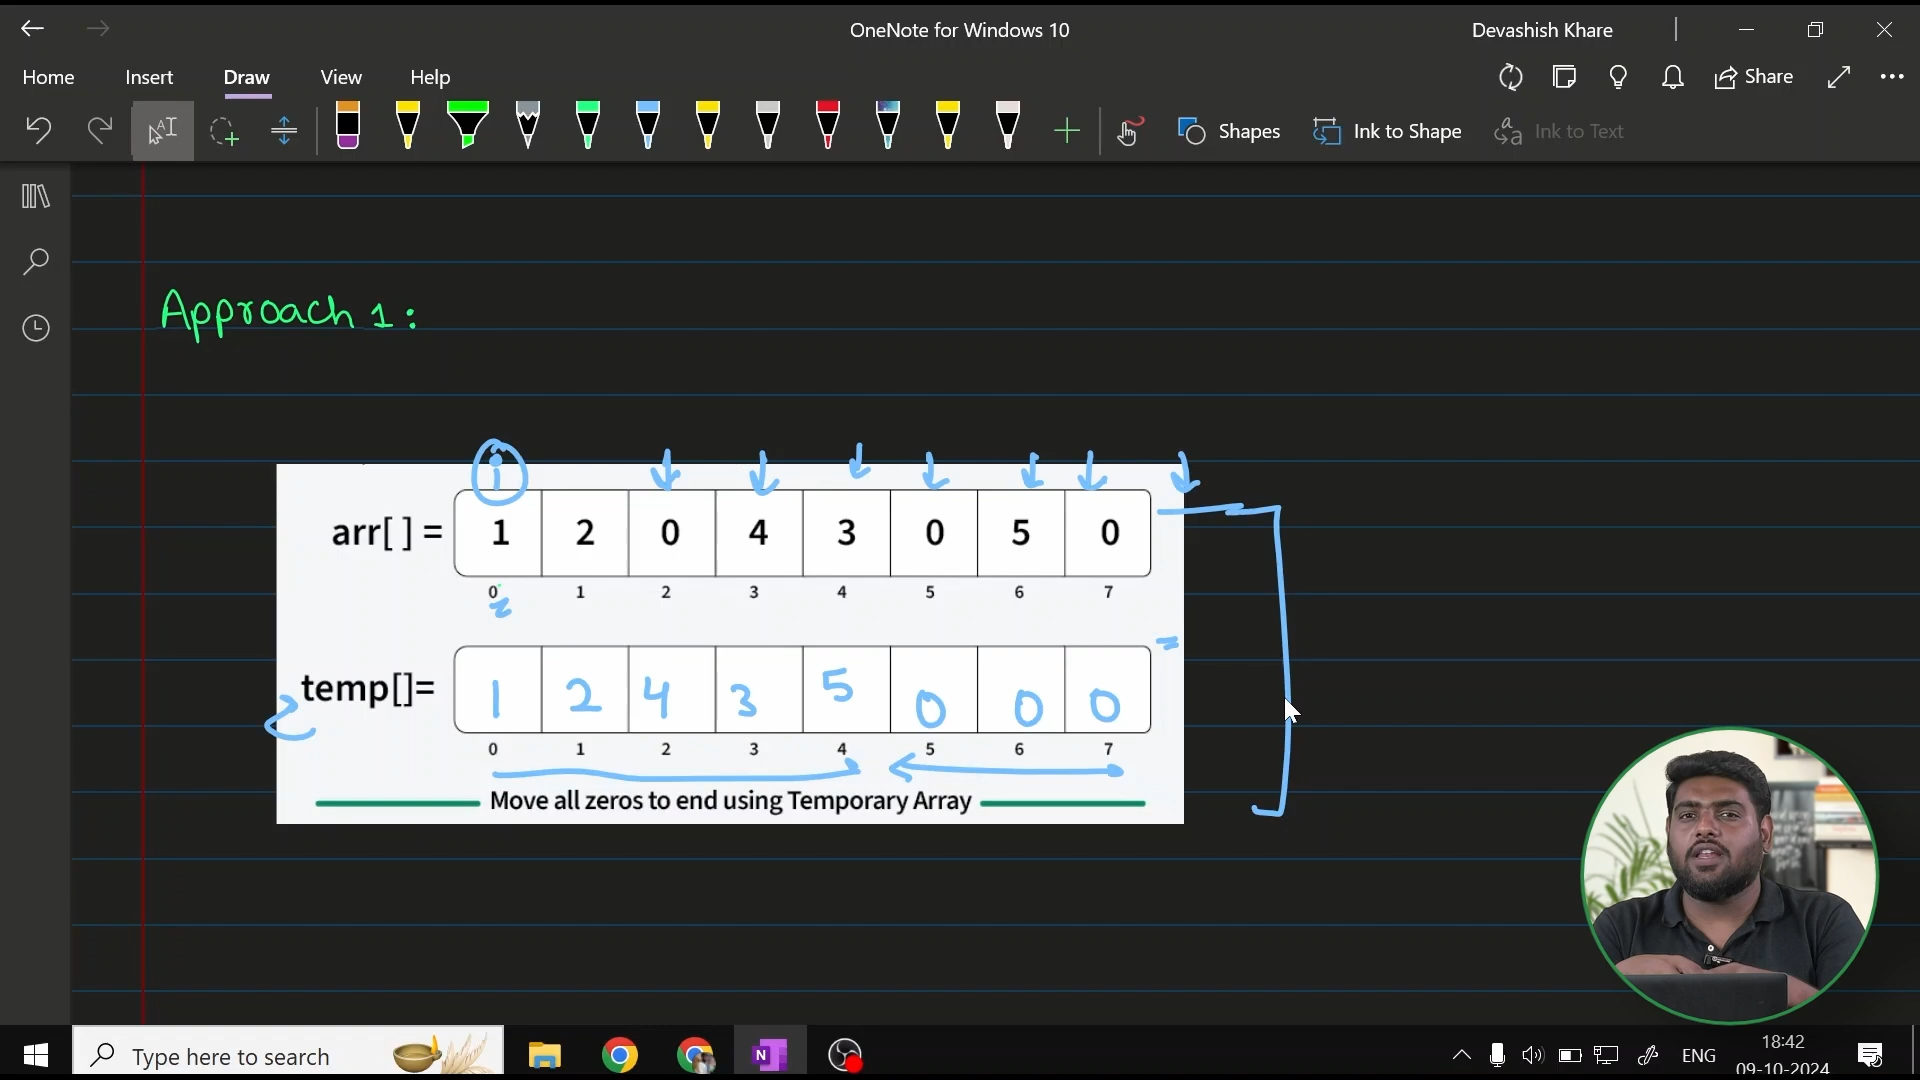 OneNote for Windows 10
Devashish Khare
Home Insert Draw View Help
Share
Shapes Ink to Shape Ink to Text
Approach 1:
i
arr[ ] = 1 2 0 4 3 0 5 0
0 1 2 3 4 5 6 7
temp[]= 1 2 4 3 5 0 0 0
0 1 2 3 4 5 6 7
Move all zeros to end using Temporary Array
Type here to search
ENG
18:42
09-10-2024